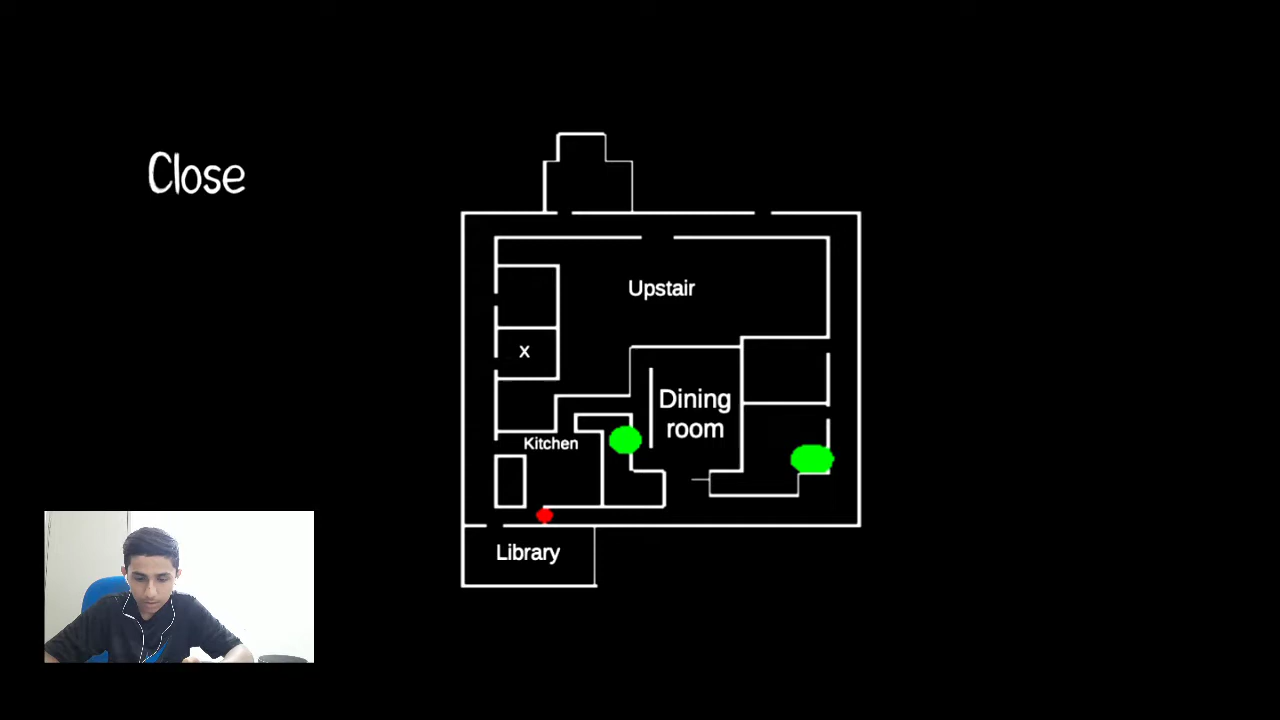 Close
Upstair
x
Dining
room
Kitchen
Library